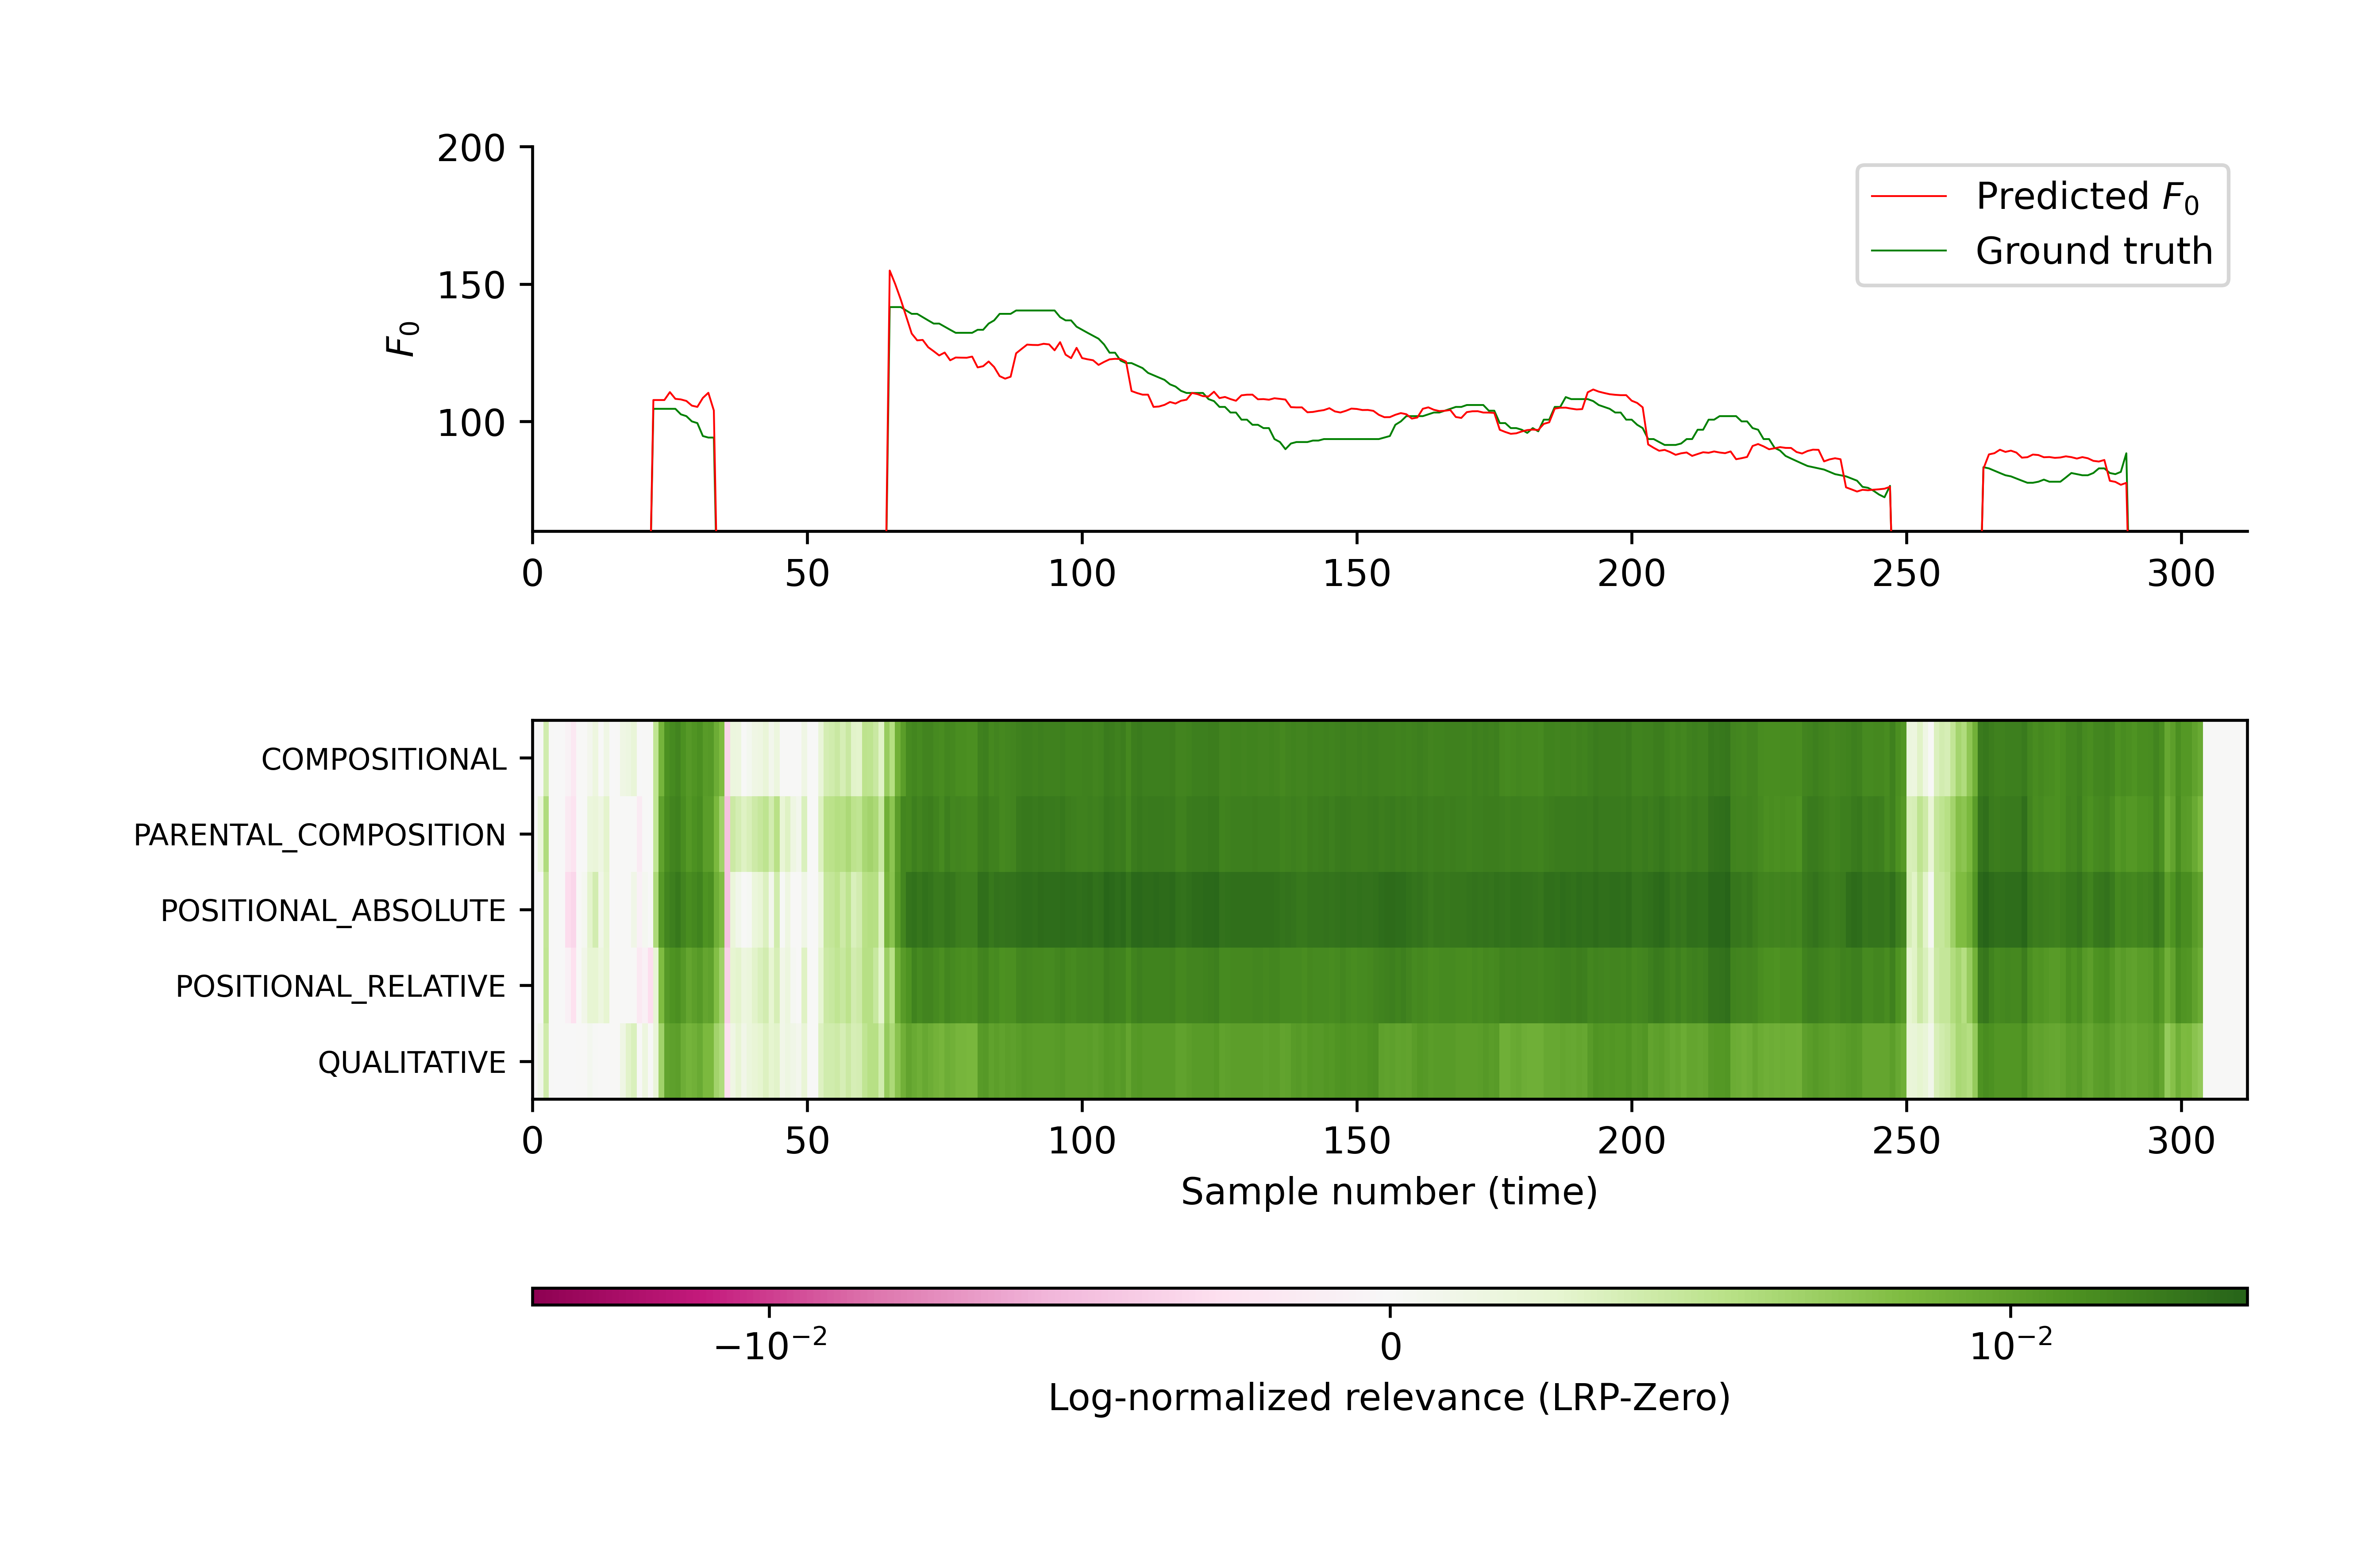 200
150
100
F₀
Predicted F₀
Ground truth
0 50 100 150 200 250 300
COMPOSITIONAL
PARENTAL_COMPOSITION
POSITIONAL_ABSOLUTE
POSITIONAL_RELATIVE
QUALITATIVE
0 50 100 150 200 250 300
Sample number (time)
−10⁻² 0 10⁻²
Log-normalized relevance (LRP-Zero)